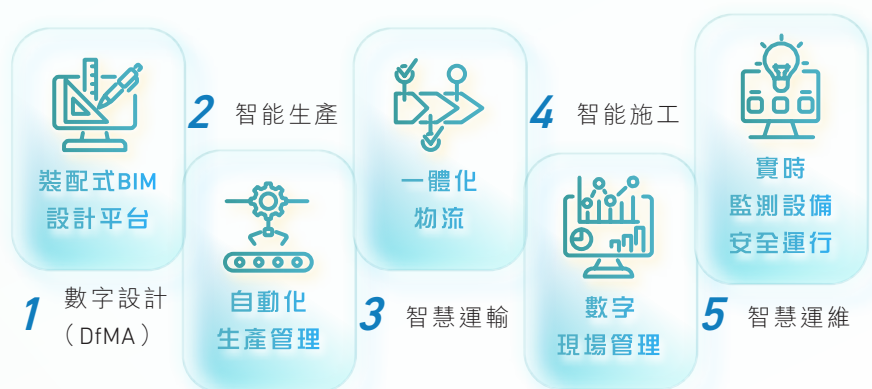 裝配式BIM
設計平台
1
數字設計
（DfMA）
2
智能生產
自動化
生產管理
一體化
物流
3
智慧運輸
4
智能施工
數字
現場管理
實時
監測設備
安全運行
5
智慧運維